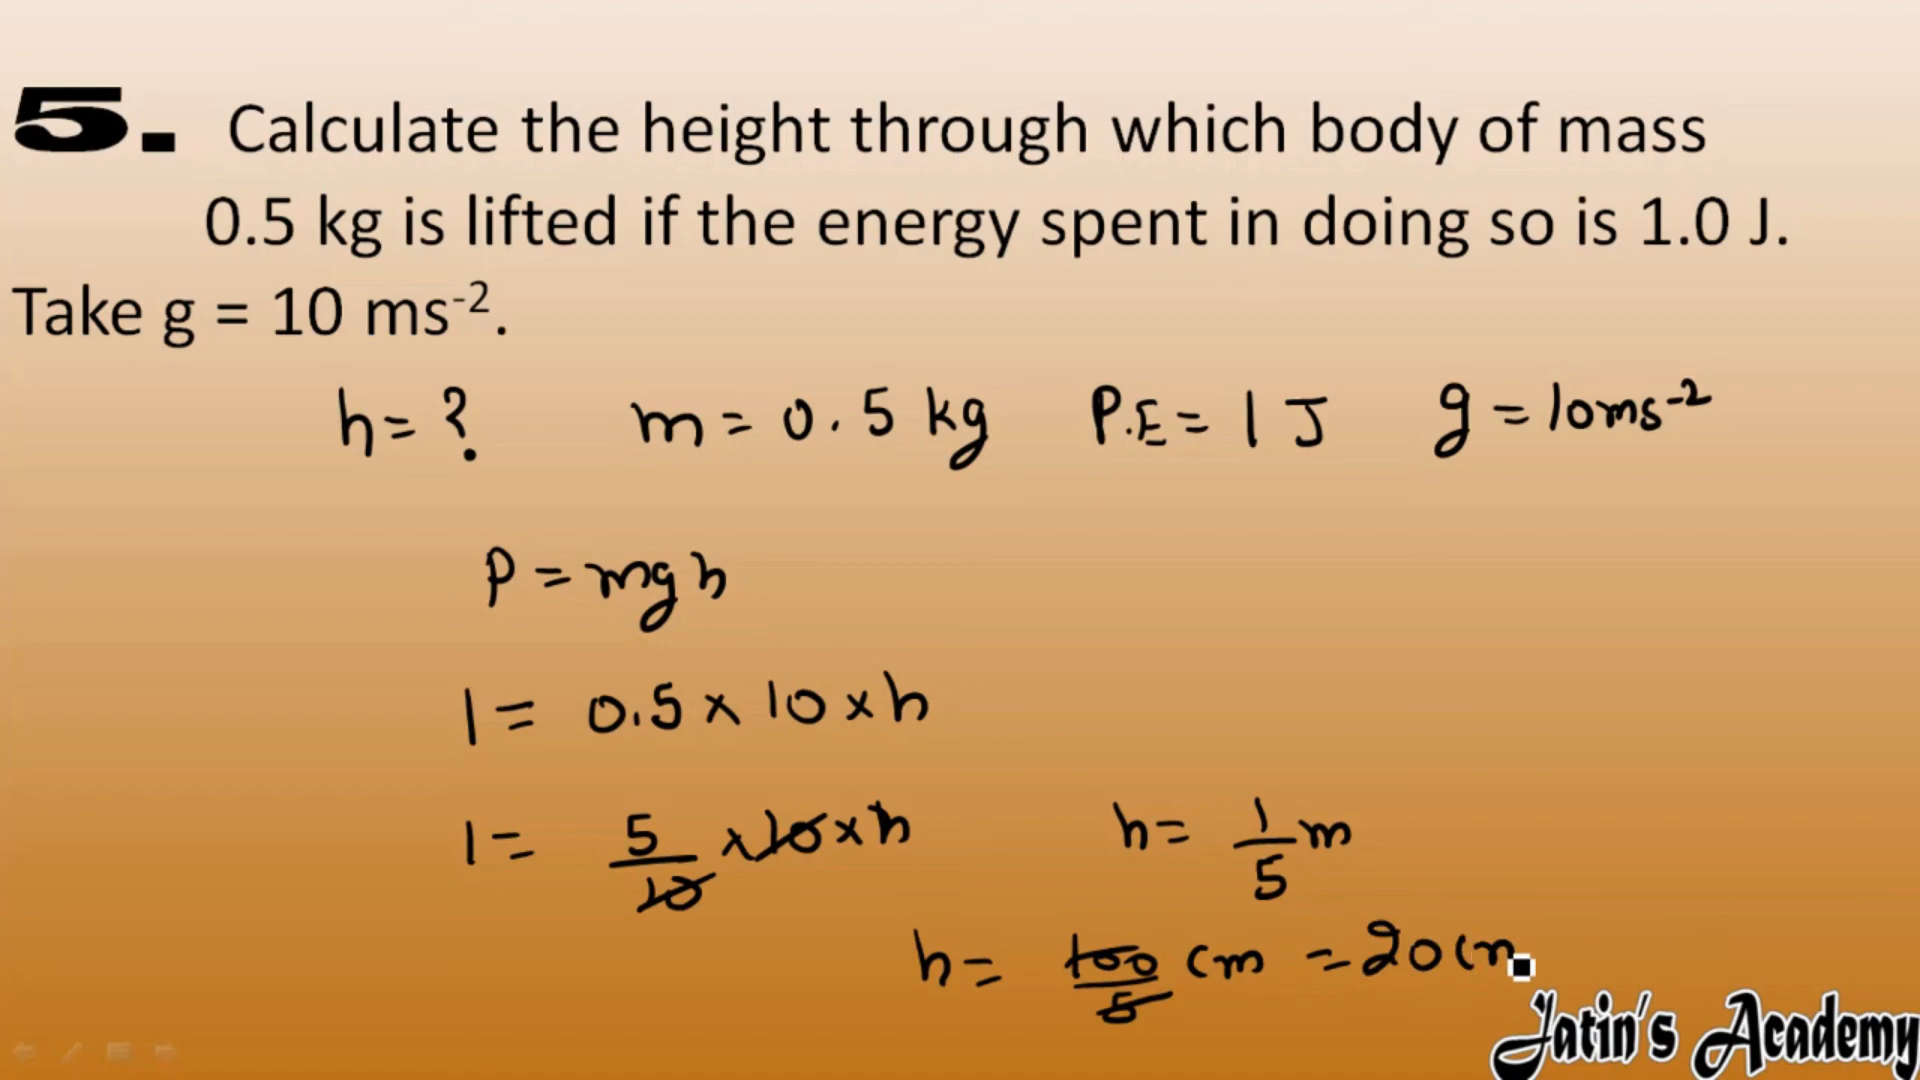 5. Calculate the height through which body of mass
0.5 kg is lifted if the energy spent in doing so is 1.0 J.
Take g = 10 ms⁻².
h = ? m = 0.5 kg P.E = 1 J g = 10ms⁻²
P = mgh
1 = 0.5 × 10 × h
1 = 5/10 × 10 × h h = 1/5 m
h = 100/5 cm = 20 cm
Jatin's Academy